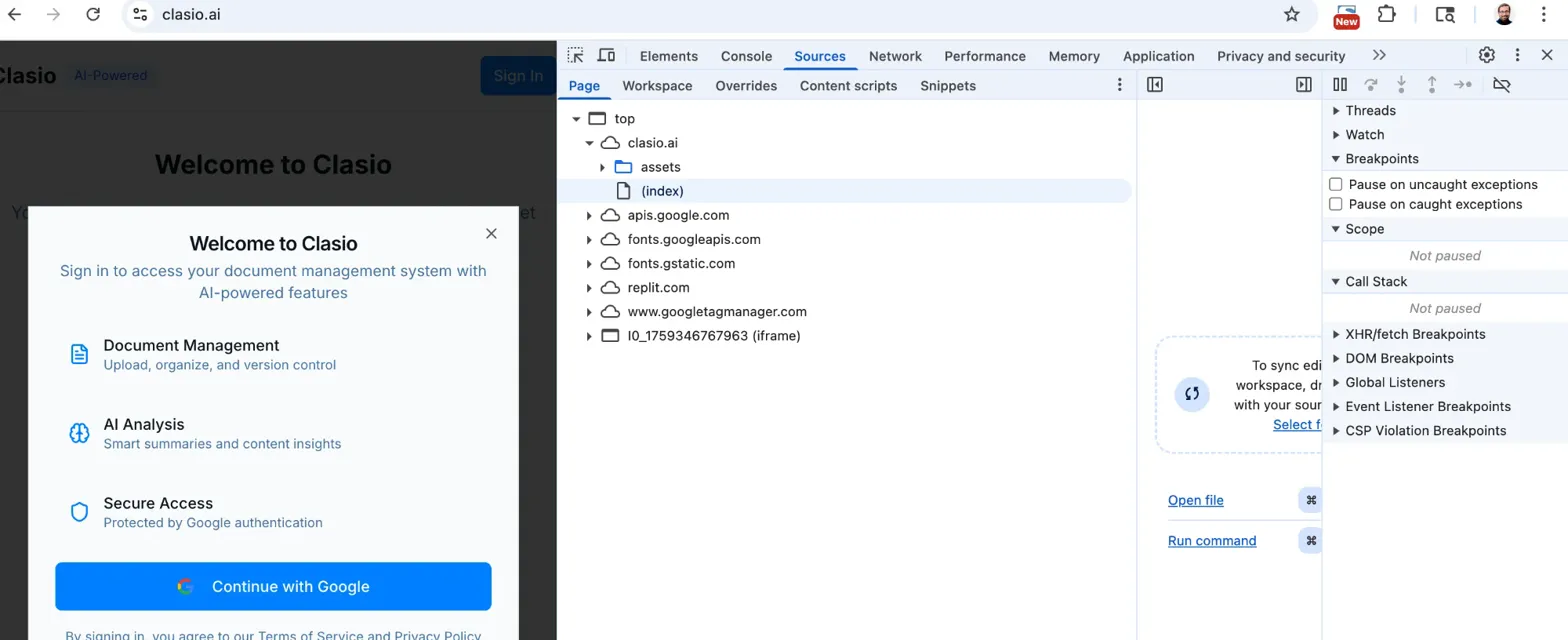 clasio.ai
New
Clasio AI-Powered
Sign In
Welcome to Clasio
Welcome to Clasio
Sign in to access your document management system with
AI-powered features
Document Management
Upload, organize, and version control
AI Analysis
Smart summaries and content insights
Secure Access
Protected by Google authentication
Continue with Google
By signing in, you agree to our Terms of Service and Privacy Policy
Elements Console Sources Network Performance Memory Application Privacy and security
Page Workspace Overrides Content scripts Snippets
top
clasio.ai
assets
(index)
apis.google.com
fonts.googleapis.com
fonts.gstatic.com
replit.com
www.googletagmanager.com
I0_1759346767963 (iframe)
To sync edi
workspace, dr
with your sour
Select f
Open file ⌘
Run command ⌘
Threads
Watch
Breakpoints
Pause on uncaught exceptions
Pause on caught exceptions
Scope
Not paused
Call Stack
Not paused
XHR/fetch Breakpoints
DOM Breakpoints
Global Listeners
Event Listener Breakpoints
CSP Violation Breakpoints